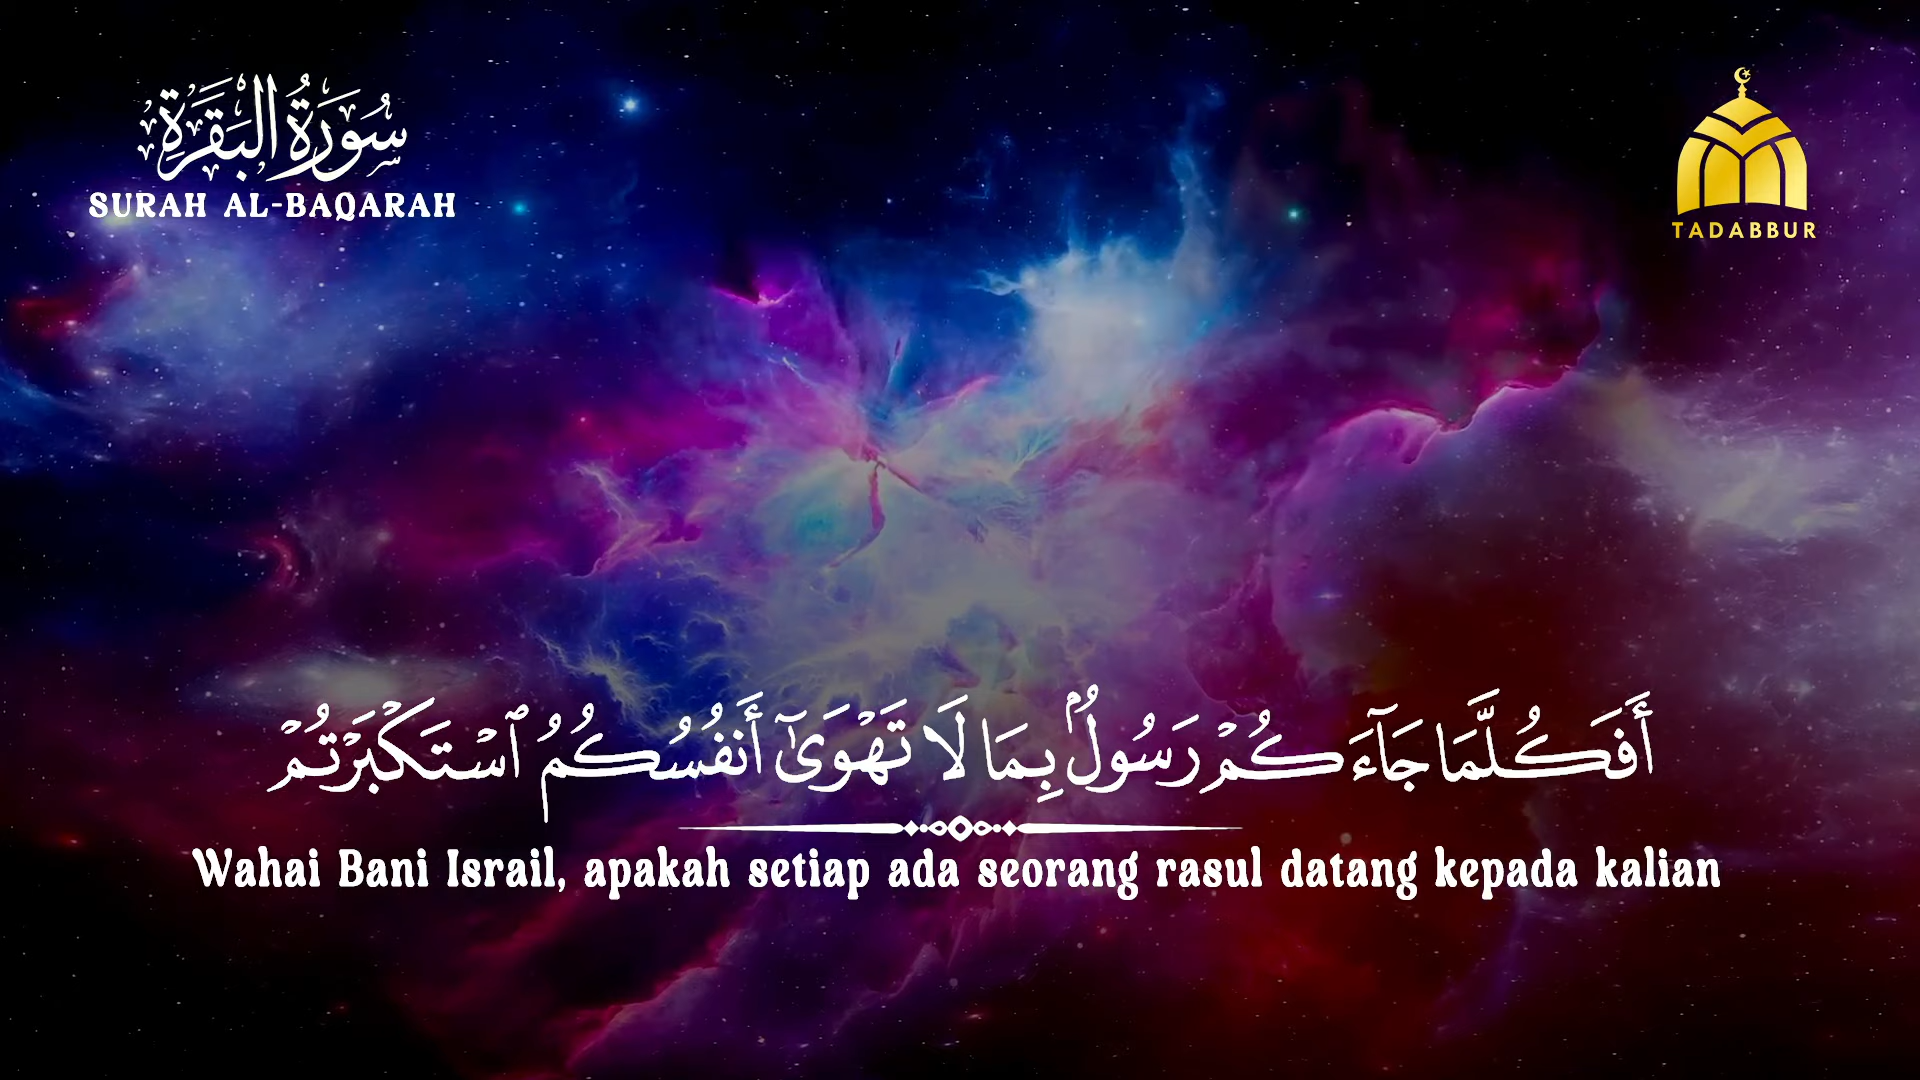 سُورَةُ الْبَقَرَةِ
SURAH AL-BAQARAH
TADABBUR
أَفَكُلَّمَا جَآءَكُمْ رَسُولُۢ بِمَا لَا تَهْوَىٰٓ أَنفُسُكُمُ ٱسْتَكْبَرْتُمْ
Wahai Bani Israil, apakah setiap ada seorang rasul datang kepada kalian